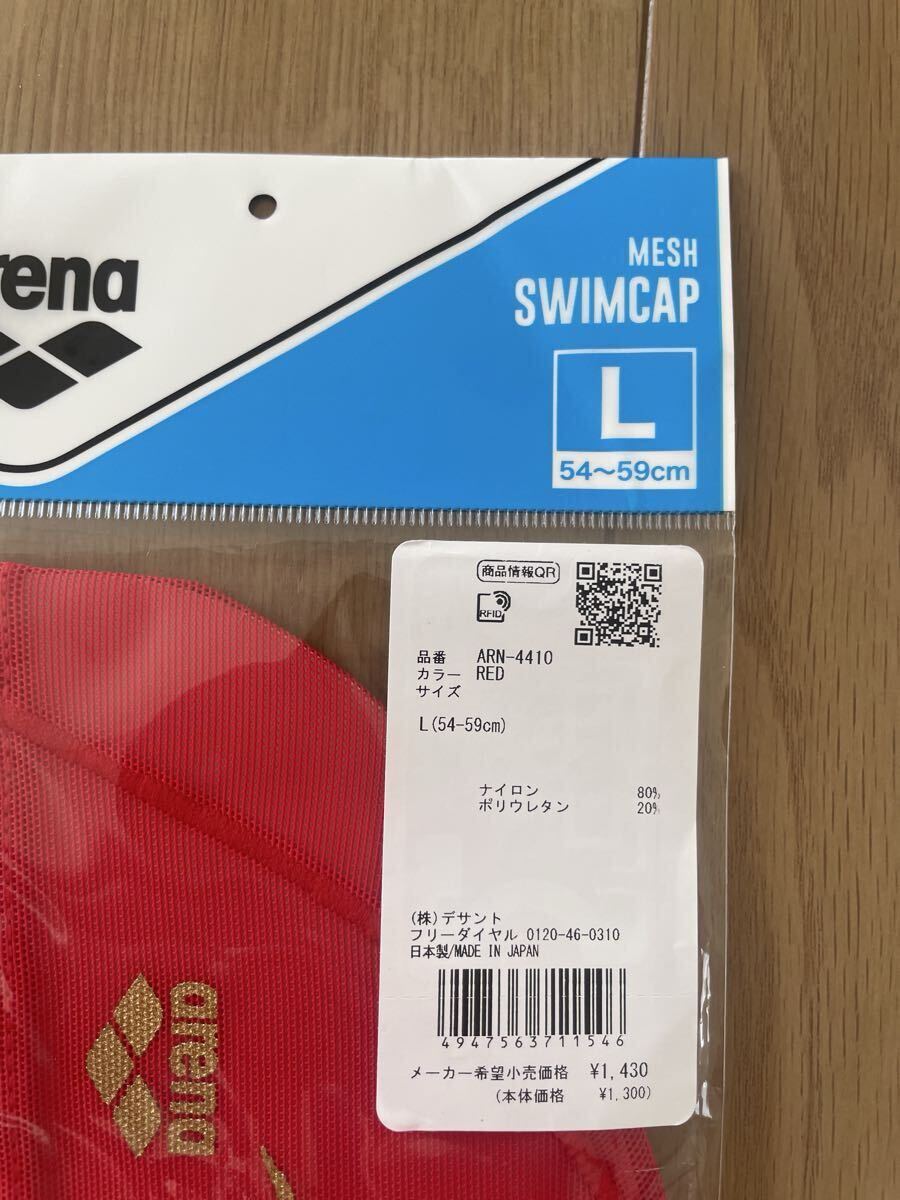 rena
MESH
SWIMCAP
L
54〜59cm
商品情報QR
RFID
品番 ARN-4410
カラー RED
サイズ
L(54-59cm)
ナイロン 80%
ポリウレタン 20%
(株)デサント
フリーダイヤル 0120-46-0310
日本製/MADE IN JAPAN
4947563711546
メーカー希望小売価格 ¥1,430
(本体価格 ¥1,300)
arena